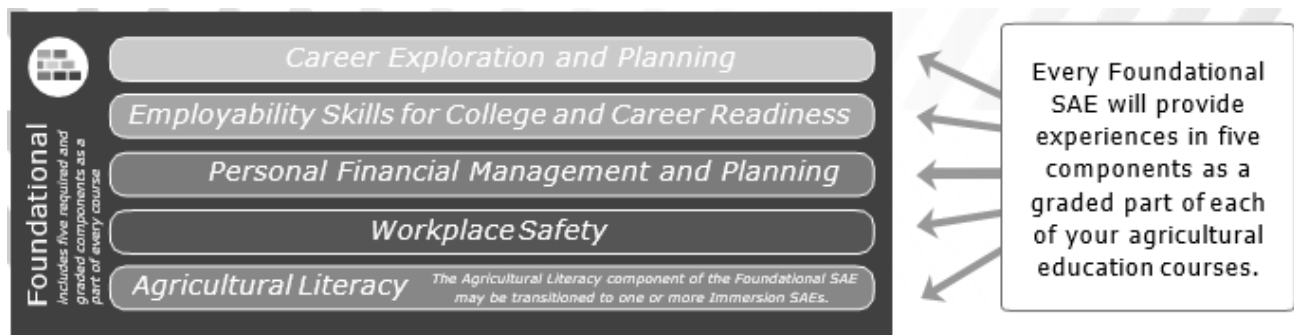 Foundational
includes five required and
graded components as a
part of every course
Career Exploration and Planning
Employability Skills for College and Career Readiness
Personal Financial Management and Planning
Workplace Safety
Agricultural Literacy
The Agricultural Literacy component of the Foundational SAE
may be transitioned to one or more Immersion SAEs.
Every Foundational
SAE will provide
experiences in five
components as a
graded part of each
of your agricultural
education courses.